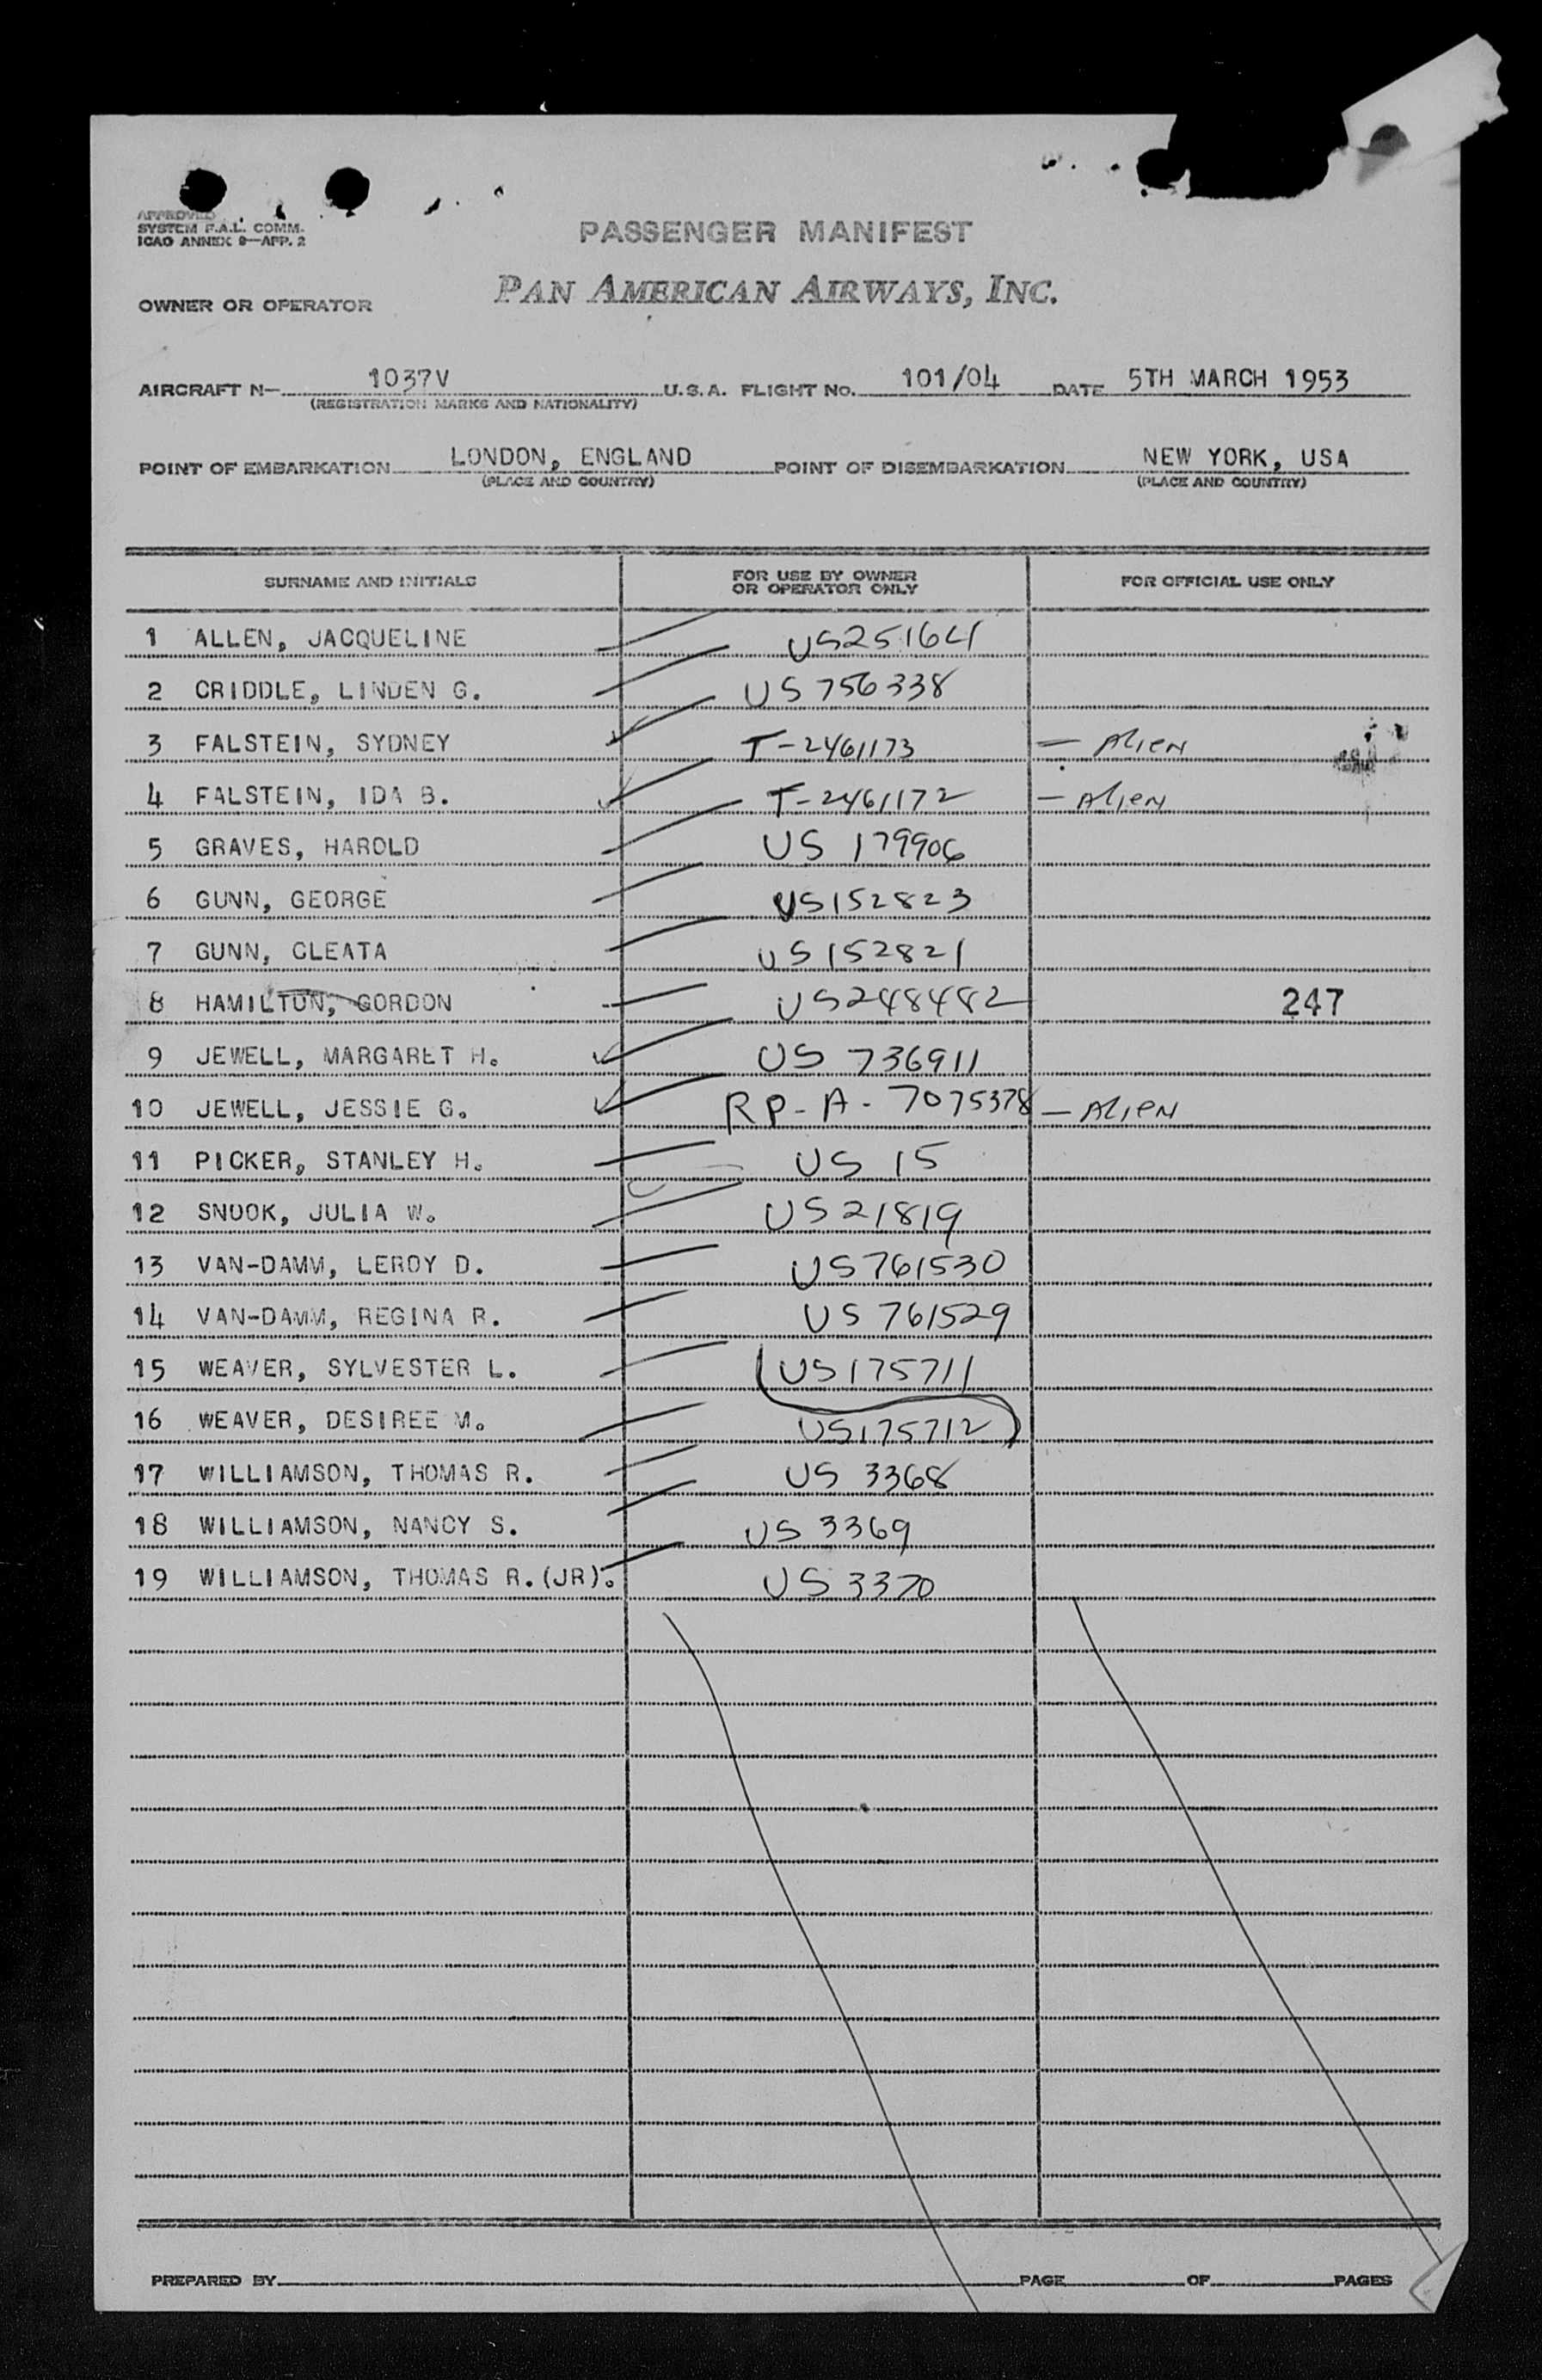 APPROVED
SYSTEM F.A.L. COMM.
ICAO ANNEX 9—APP. 2
PASSENGER MANIFEST
OWNER OR OPERATOR PAN AMERICAN AIRWAYS, INC.
AIRCRAFT N— 1037V U.S.A. FLIGHT NO. 101/04 DATE 5TH MARCH 1953
(REGISTRATION MARKS AND NATIONALITY)
POINT OF EMBARKATION LONDON, ENGLAND POINT OF DISEMBARKATION NEW YORK, USA
(PLACE AND COUNTRY) (PLACE AND COUNTRY)
SURNAME AND INITIALS FOR USE BY OWNER OR OPERATOR ONLY FOR OFFICIAL USE ONLY
1 ALLEN, JACQUELINE US251641
2 CRIDDLE, LINDEN G. US 756338
3 FALSTEIN, SYDNEY T-2461173 - Alien
4 FALSTEIN, IDA B. T-2461172 - Alien
5 GRAVES, HAROLD US 179906
6 GUNN, GEORGE US152823
7 GUNN, CLEATA US152821
8 HAMILTON, GORDON US248482 247
9 JEWELL, MARGARET H. US 736911
10 JEWELL, JESSIE G. RP-A-7075378 - Alien
11 PICKER, STANLEY H. US 15
12 SNOOK, JULIA W. US21819
13 VAN-DAMM, LEROY D. US761530
14 VAN-DAMM, REGINA R. US 761529
15 WEAVER, SYLVESTER L. US175711
16 WEAVER, DESIREE M. US175712
17 WILLIAMSON, THOMAS R. US 3368
18 WILLIAMSON, NANCY S. US 3369
19 WILLIAMSON, THOMAS R.(JR). US 3370
PREPARED BY PAGE OF PAGES